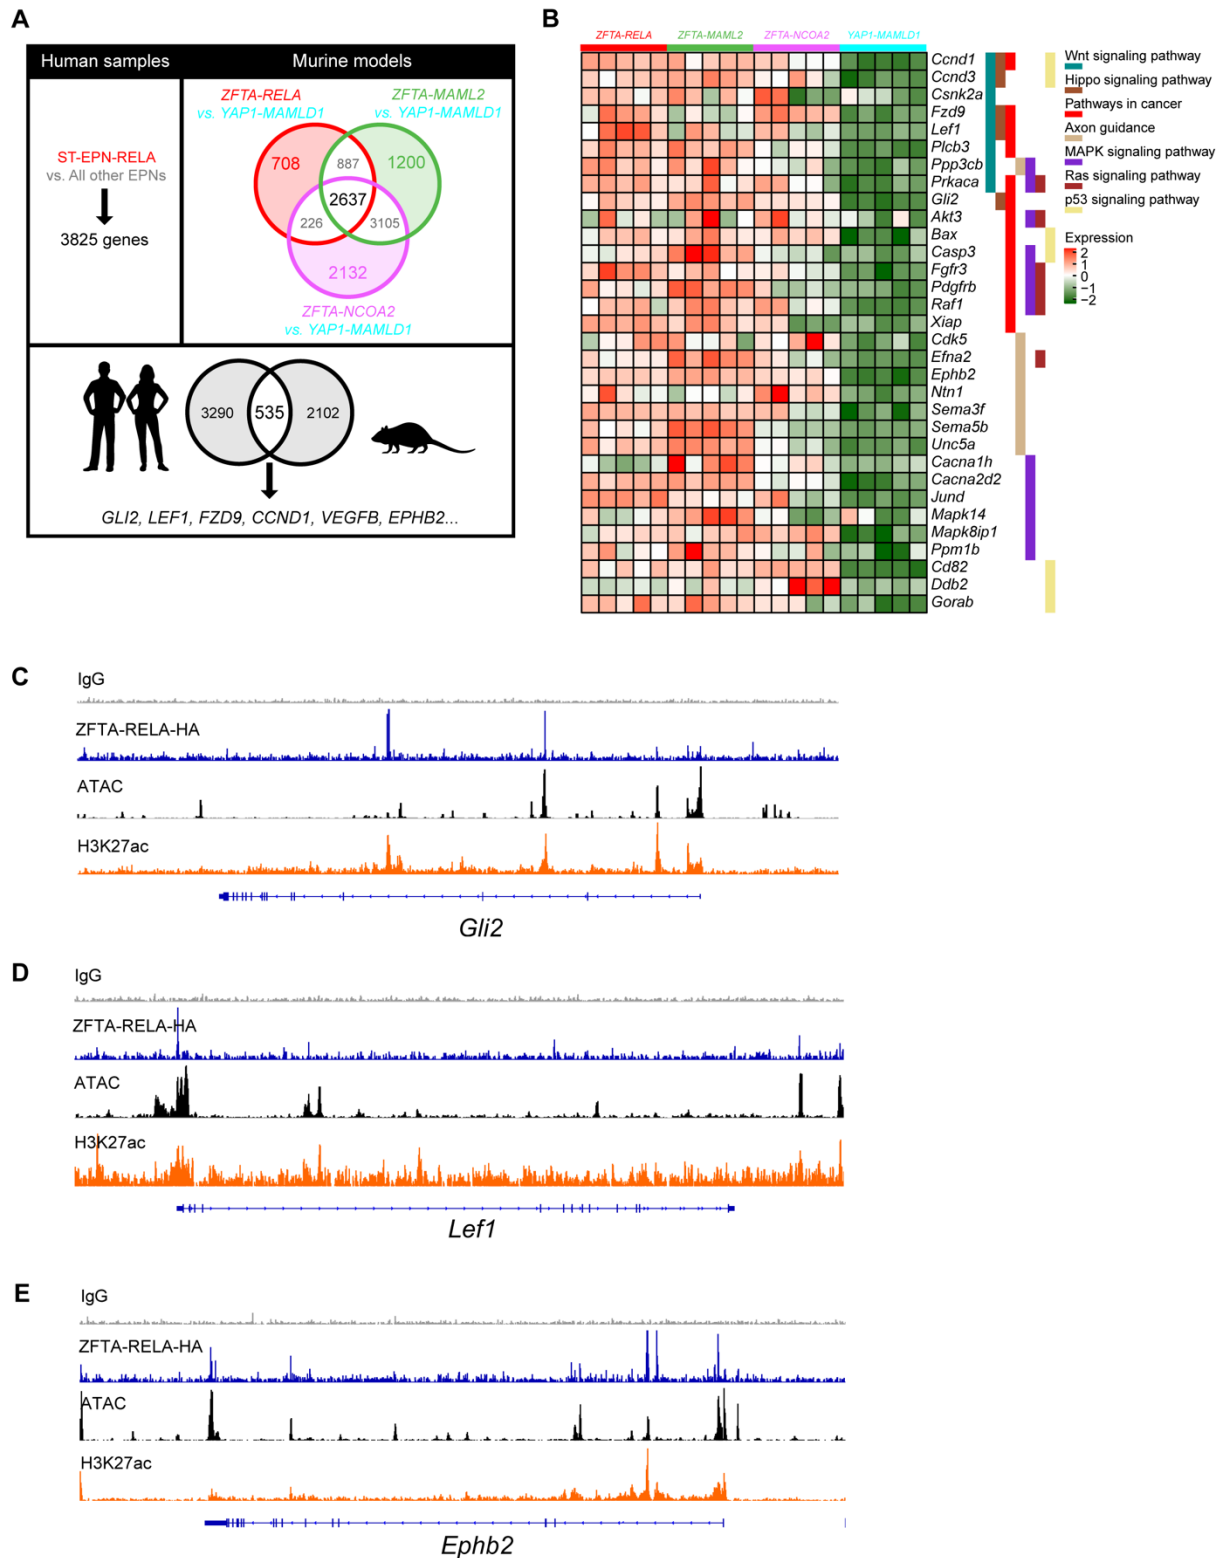 A
Human samples
Murine models
ST-EPN-RELA
vs. All other EPNs
3825 genes
ZFTA-RELA
vs. YAP1-MAMLD1
ZFTA-MAML2
vs. YAP1-MAMLD1
708
887
1200
2637
226
3105
2132
ZFTA-NCOA2
vs. YAP1-MAMLD1
3290
535
2102
GLI2, LEF1, FZD9, CCND1, VEGFB, EPHB2...
B
ZFTA-RELA
ZFTA-MAML2
ZFTA-NCOA2
YAP1-MAMLD1
Ccnd1
Ccnd3
Csnk2a
Fzd9
Lef1
Plcb3
Ppp3cb
Prkaca
Gli2
Akt3
Bax
Casp3
Fgfr3
Pdgfrb
Raf1
Xiap
Cdk5
Efna2
Ephb2
Ntn1
Sema3f
Sema5b
Unc5a
Cacna1h
Cacna2d2
Jund
Mapk14
Mapk8ip1
Ppm1b
Cd82
Ddb2
Gorab
Wnt signaling pathway
Hippo signaling pathway
Pathways in cancer
Axon guidance
MAPK signaling pathway
Ras signaling pathway
p53 signaling pathway
Expression
2
1
0
−1
−2
C
IgG
ZFTA-RELA-HA
ATAC
H3K27ac
Gli2
D
IgG
ZFTA-RELA-HA
ATAC
H3K27ac
Lef1
E
IgG
ZFTA-RELA-HA
ATAC
H3K27ac
Ephb2